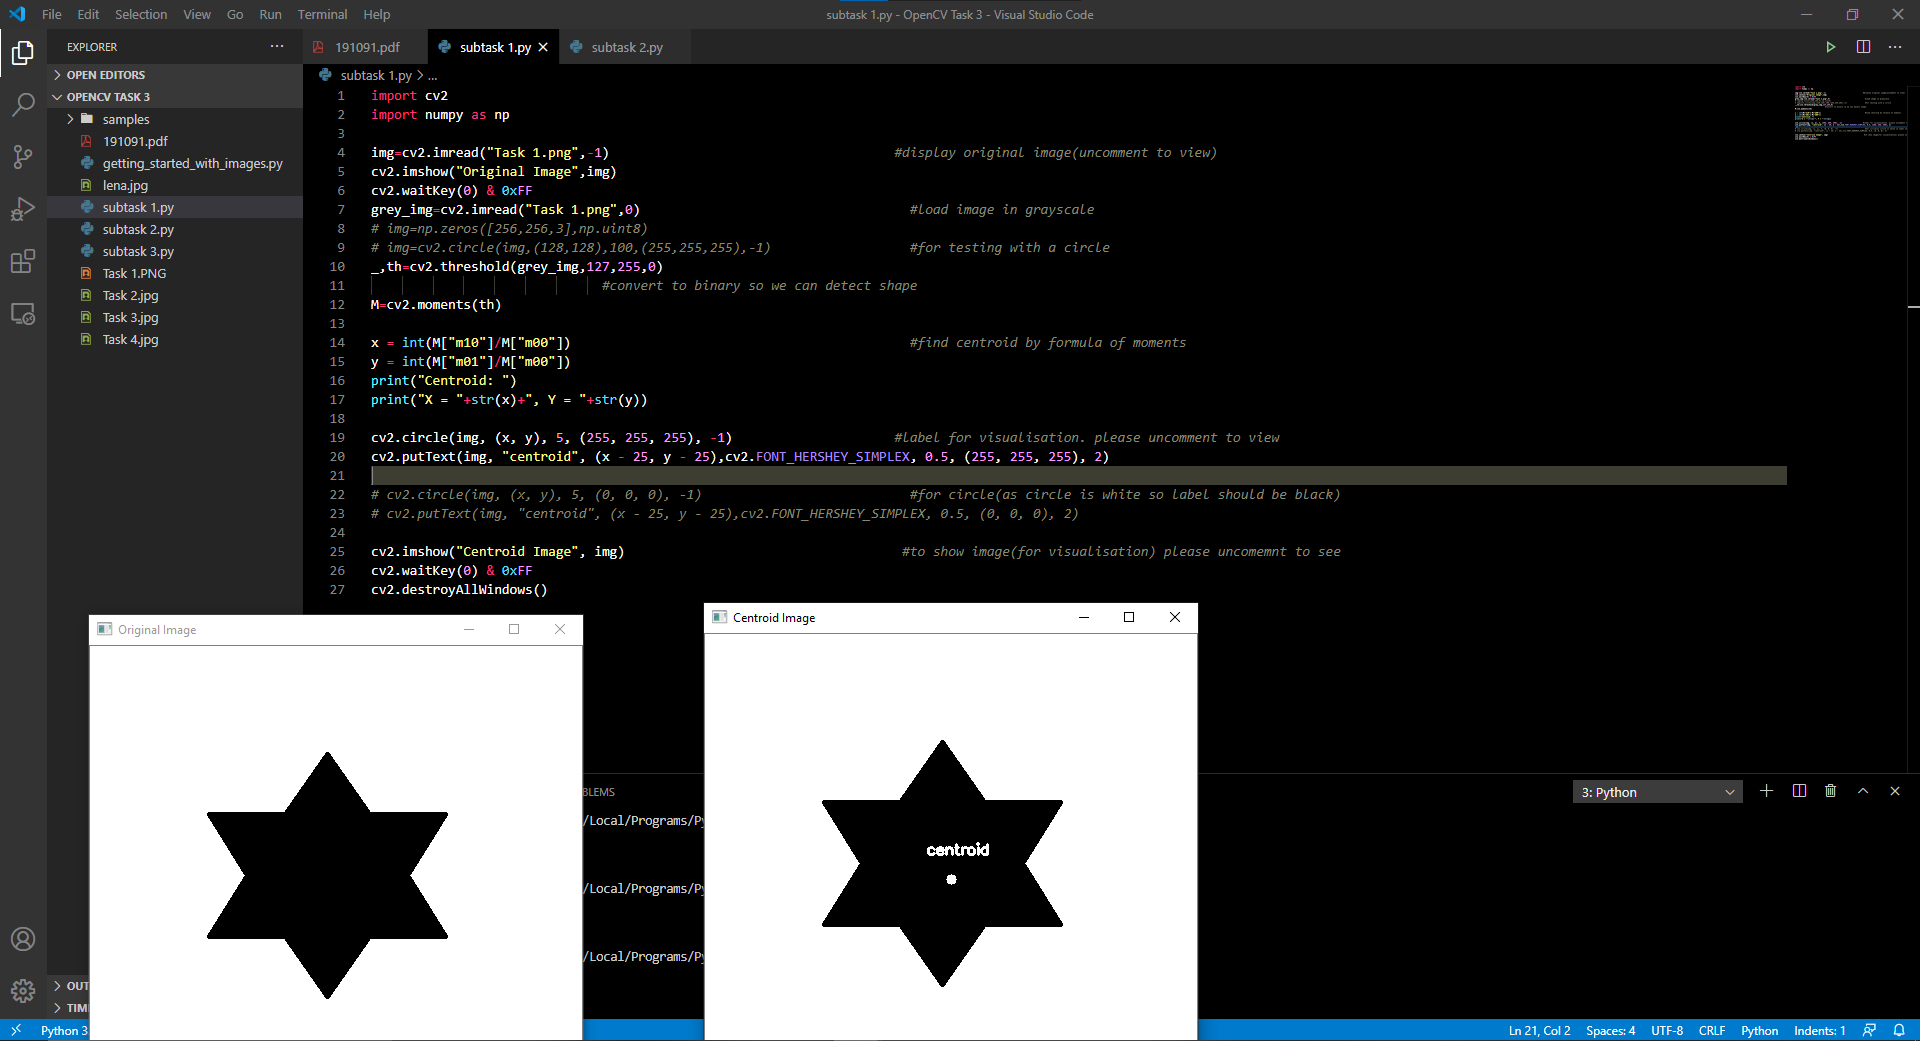 File Edit Selection View Go Run Terminal Help
subtask 1.py - OpenCV Task 3 - Visual Studio Code
EXPLORER
OPEN EDITORS
OPENCV TASK 3
samples
191091.pdf
getting_started_with_images.py
lena.jpg
subtask 1.py
subtask 2.py
subtask 3.py
Task 1.PNG
Task 2.jpg
Task 3.jpg
Task 4.jpg
OUT
TIM
191091.pdf
subtask 1.py
subtask 2.py
subtask 1.py > ...
1 import cv2
2 import numpy as np
3
4 img=cv2.imread("Task 1.png",-1) #display original image(uncomment to view)
5 cv2.imshow("Original Image",img)
6 cv2.waitKey(0) & 0xFF
7 grey_img=cv2.imread("Task 1.png",0) #load image in grayscale
8 # img=np.zeros([256,256,3],np.uint8)
9 # img=cv2.circle(img,(128,128),100,(255,255,255),-1) #for testing with a circle
10 _,th=cv2.threshold(grey_img,127,255,0)
11 #convert to binary so we can detect shape
12 M=cv2.moments(th)
13
14 x = int(M["m10"]/M["m00"]) #find centroid by formula of moments
15 y = int(M["m01"]/M["m00"])
16 print("Centroid: ")
17 print("X = "+str(x)+", Y = "+str(y))
18
19 cv2.circle(img, (x, y), 5, (255, 255, 255), -1) #label for visualisation. please uncomment to view
20 cv2.putText(img, "centroid", (x - 25, y - 25),cv2.FONT_HERSHEY_SIMPLEX, 0.5, (255, 255, 255), 2)
21
22 # cv2.circle(img, (x, y), 5, (0, 0, 0), -1) #for circle(as circle is white so label should be black)
23 # cv2.putText(img, "centroid", (x - 25, y - 25),cv2.FONT_HERSHEY_SIMPLEX, 0.5, (0, 0, 0), 2)
24
25 cv2.imshow("Centroid Image", img) #to show image(for visualisation) please uncomemnt to see
26 cv2.waitKey(0) & 0xFF
27 cv2.destroyAllWindows()
Original Image
Centroid Image
centroid
BLEMS
3: Python
/Local/Programs/Py
/Local/Programs/Py
/Local/Programs/Py
Python 3
Ln 21, Col 2 Spaces: 4 UTF-8 CRLF Python Indents: 1